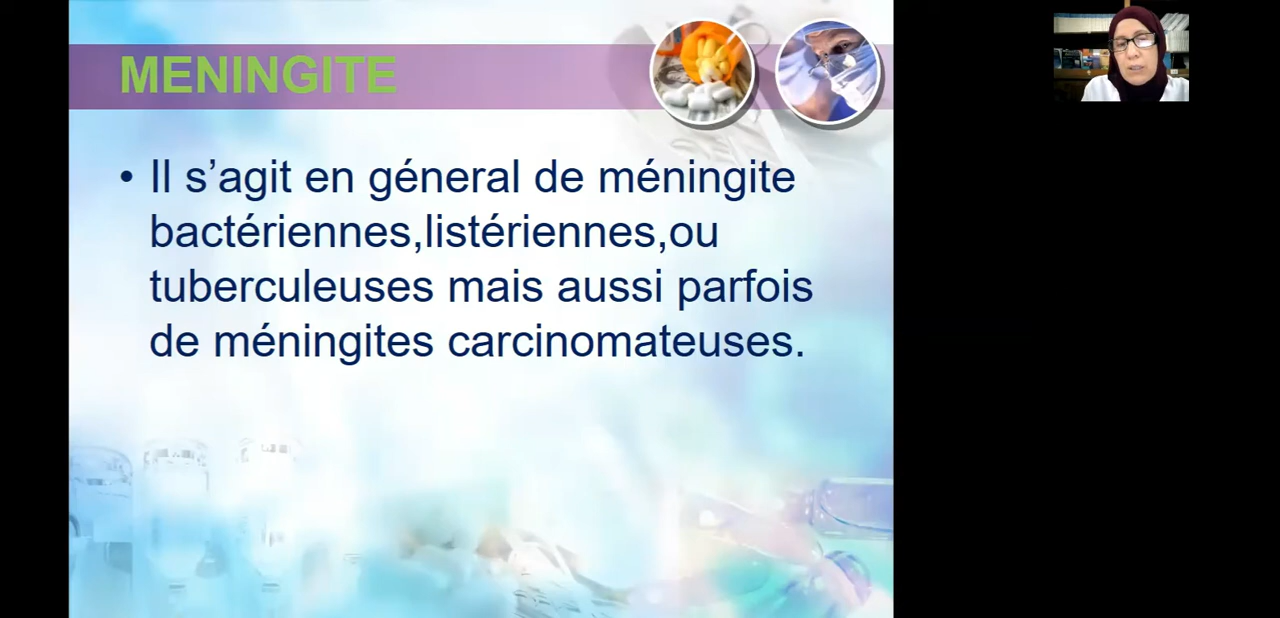 MENINGITE
• Il s’agit en géneral de méningite
bactériennes,listériennes,ou
tuberculeuses mais aussi parfois
de méningites carcinomateuses.